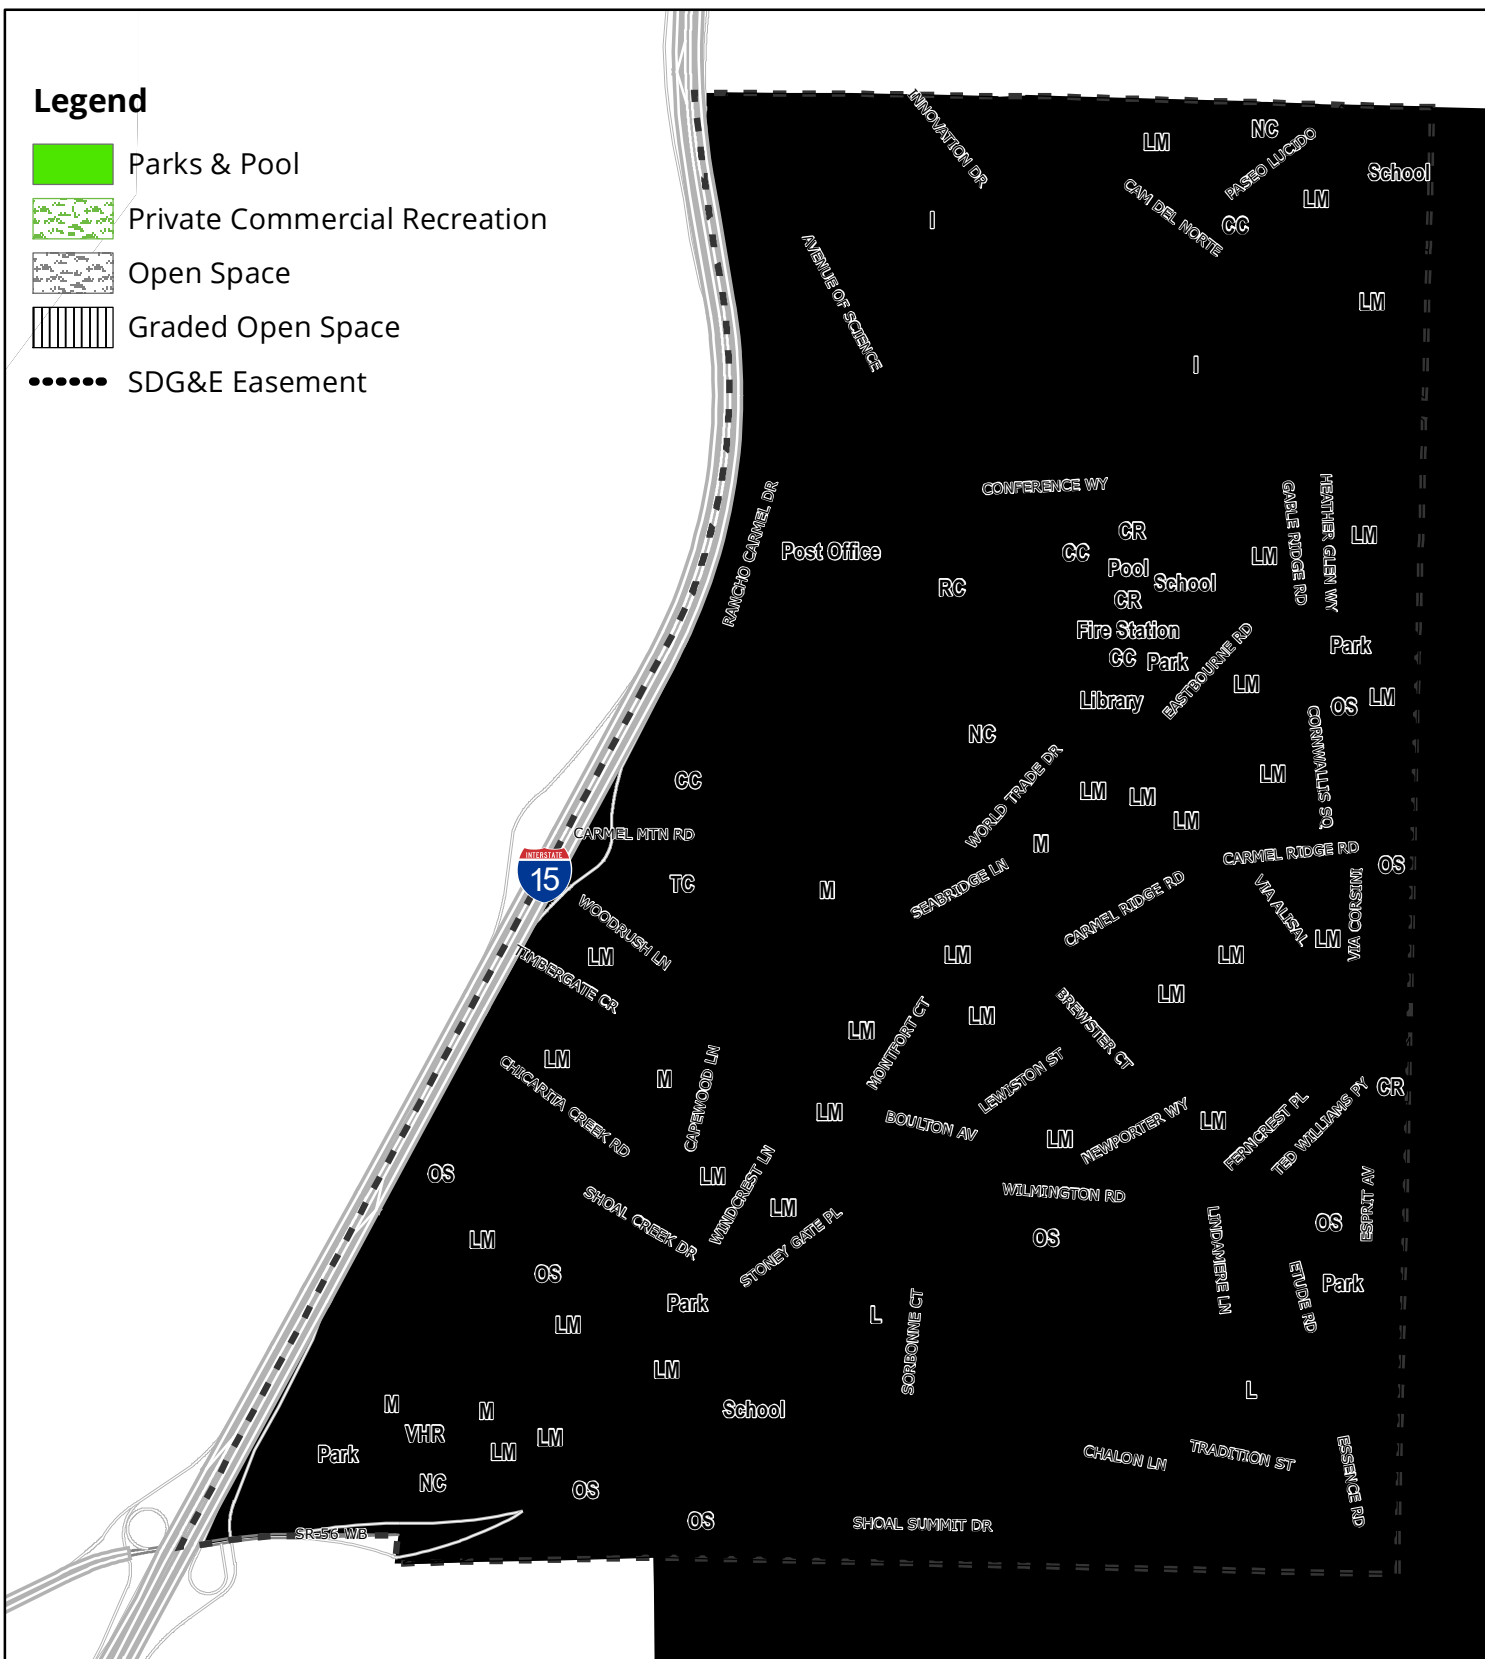 Legend
Parks & Pool
Private Commercial Recreation
Open Space
Graded Open Space
SDG&E Easement
INNOVATION DR
LM
NC
PASEO LUCIDO
School
CAM DEL NORTE
LM
CC
I
AVENUE OF SCIENCE
LM
I
RANCHO CARMEL DR
CONFERENCE WY
GABLE RIDGE RD
HEATHER GLEN WY
Post Office
CR
CC
LM
LM
Pool
School
RC
CR
Fire Station
CC
Park
EASTBOURNE RD
Park
LM
Library
OS
LM
NC
CORNWALLIS SQ
CC
WORLD TRADE DR
LM
LM
LM
LM
CARMEL MTN RD
M
CARMEL RIDGE RD
OS
INTERSTATE
15
TC
M
SEABRIDGE LN
CARMEL RIDGE RD
VIA ALISAL
VIA CORSINI
WOODRUSH LN
LM
LM
LM
LM
TIMBERGATE CR
LM
LM
LM
MONTFORT CT
BREWSTER CT
LM
M
CHICARITA CREEK RD
CAPEWOOD LN
LEWISTON ST
CR
LM
BOULTON AV
LM
NEWPORTER WY
LM
FERNCREST PL
TED WILLIAMS PY
OS
LM
WINDCREST LN
LM
WILMINGTON RD
ESPRIT AV
SHOAL CREEK DR
STONEY GATE PL
LM
OS
LINDAMERE LN
OS
OS
Park
ETUDE RD
Park
LM
L
SORBONNE CT
LM
L
M
M
School
VHR
LM
LM
Park
NC
OS
CHALON LN
TRADITION ST
ESSENCE RD
OS
SHOAL SUMMIT DR
SR-56 WB